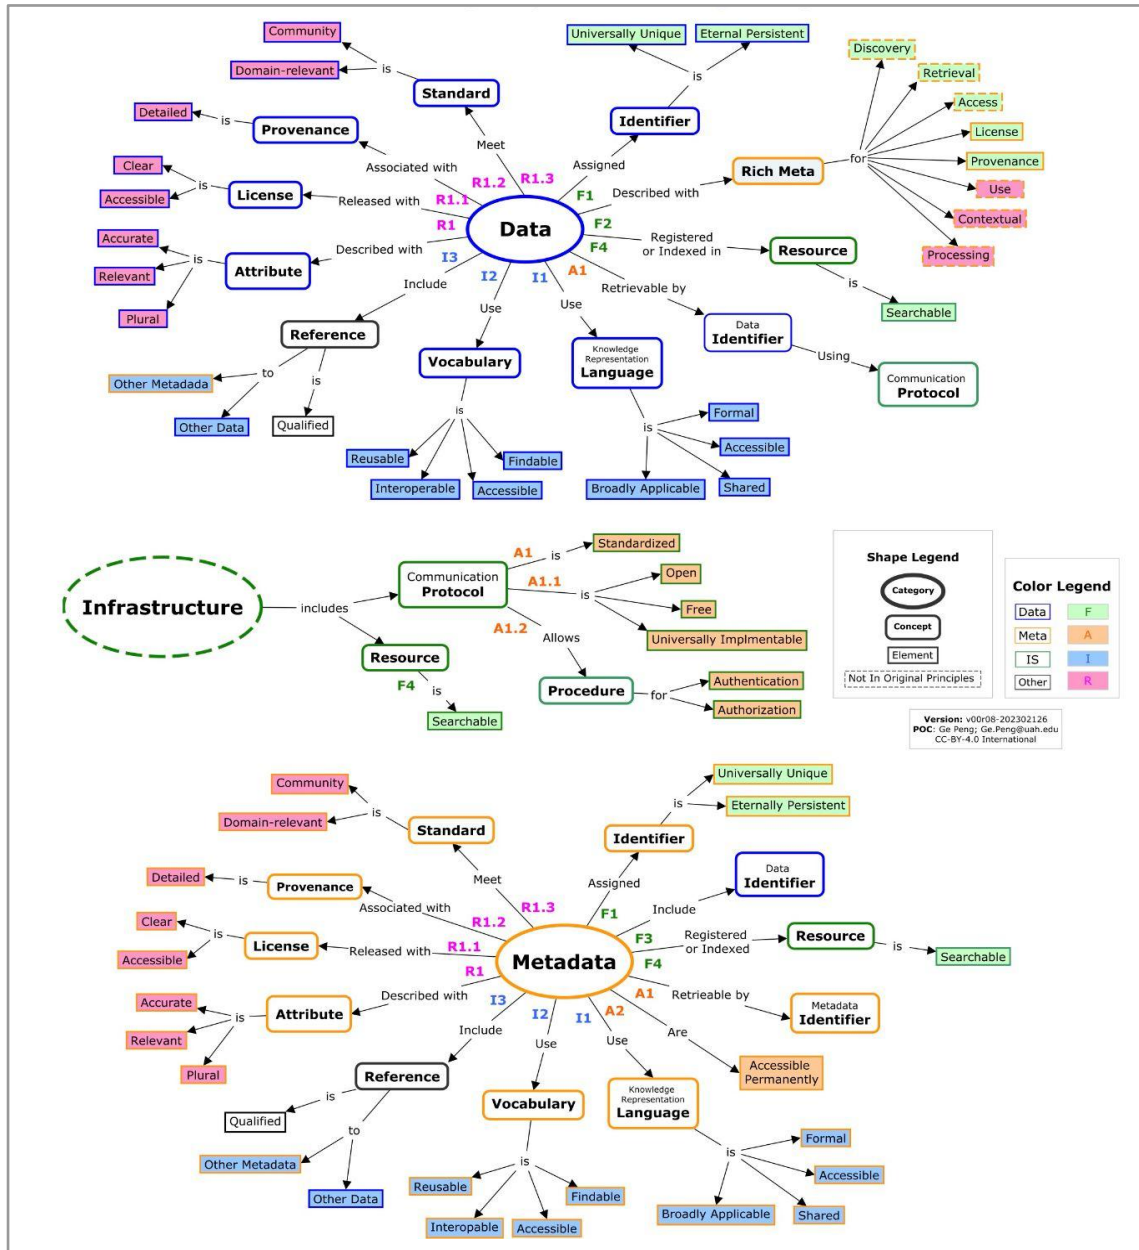 Community
is
Domain-relevant
Standard
Meet
Detailed
is
Provenance
Associated with
Clear
is
Accessible
License
Released with
Accurate
is
Relevant
Plural
Attribute
Described with
R1.3
R1.2
R1.1
R1
Data
I3
I2
I1
A1
F1
F2
F4
Universally Unique
Eternal Persistent
is
Identifier
Assigned
Described with
Rich Meta
for
Discovery
Retrieval
Access
License
Provenance
Use
Contextual
Processing
Registered
or Indexed in
Resource
is
Searchable
Retrievable by
Data
Identifier
Using
Communication
Protocol
Include
Reference
to
is
Other Metadada
Other Data
Qualified
Use
Vocabulary
is
Reusable
Findable
Interoperable
Accessible
Use
Knowledge
Representation
Language
is
Formal
Accessible
Broadly Applicable
Shared
Infrastructure
includes
Communication
Protocol
A1
is
Standardized
A1.1
is
Open
Free
Universally Implmentable
A1.2
Allows
Procedure
for
Authentication
Authorization
Resource
F4
is
Searchable
Shape Legend
Category
Concept
Element
Not In Original Principles
Color Legend
Data
F
Meta
A
IS
I
Other
R
Version: v00r08-202302126
POC: Ge Peng; Ge.Peng@uah.edu
CC-BY-4.0 International
Community
is
Domain-relevant
Standard
Meet
Detailed
is
Provenance
Associated with
Clear
is
Accessible
License
Released with
Accurate
is
Relevant
Plural
Attribute
Described with
R1.3
R1.2
R1.1
R1
Metadata
I3
I2
I1
A2
A1
F1
F3
F4
Universally Unique
is
Eternally Persistent
Identifier
Assigned
Include
Data
Identifier
Registered
or Indexed
Resource
is
Searchable
Retrieable by
Metadata
Identifier
Are
Accessible
Permanently
Include
Reference
is
Qualified
to
Other Metadata
Other Data
Use
Vocabulary
is
Reusable
Findable
Interopable
Accessible
Use
Knowledge
Representation
Language
is
Formal
Accessible
Broadly Applicable
Shared